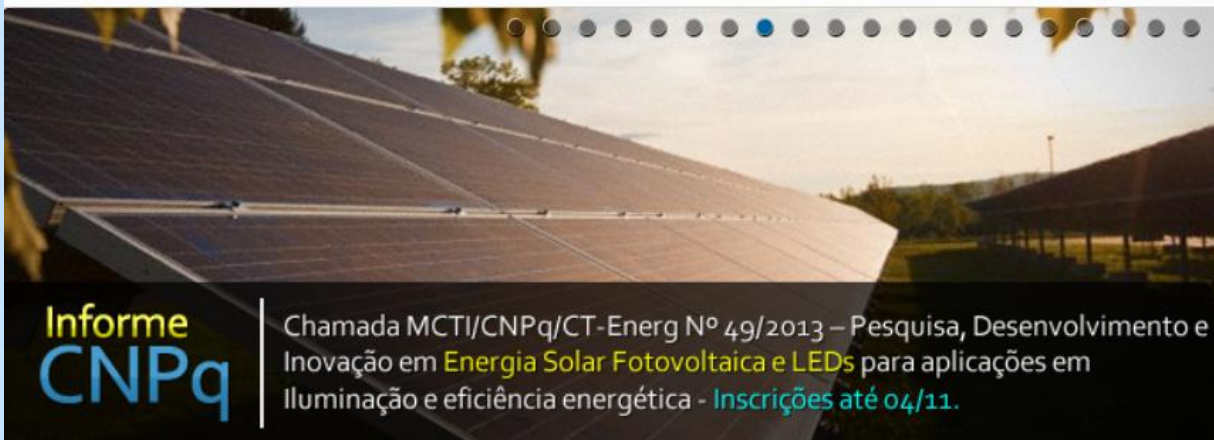 Informe
CNPq
Chamada MCTI/CNPq/CT-Energ Nº 49/2013 – Pesquisa, Desenvolvimento e
Inovação em Energia Solar Fotovoltaica e LEDs para aplicações em
Iluminação e eficiência energética - Inscrições até 04/11.